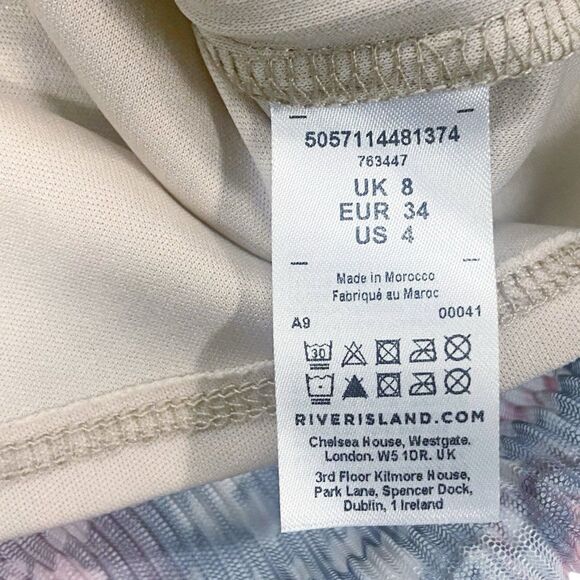 5057114481374
763447
UK 8
EUR 34
US 4
Made in Morocco
Fabriqué au Maroc
A9 00041
30
RIVERISLAND.COM
Chelsea House, Westgate.
London. W5 1DR. UK
3rd Floor Kilmore House,
Park Lane, Spencer Dock,
Dublin, 1 Ireland